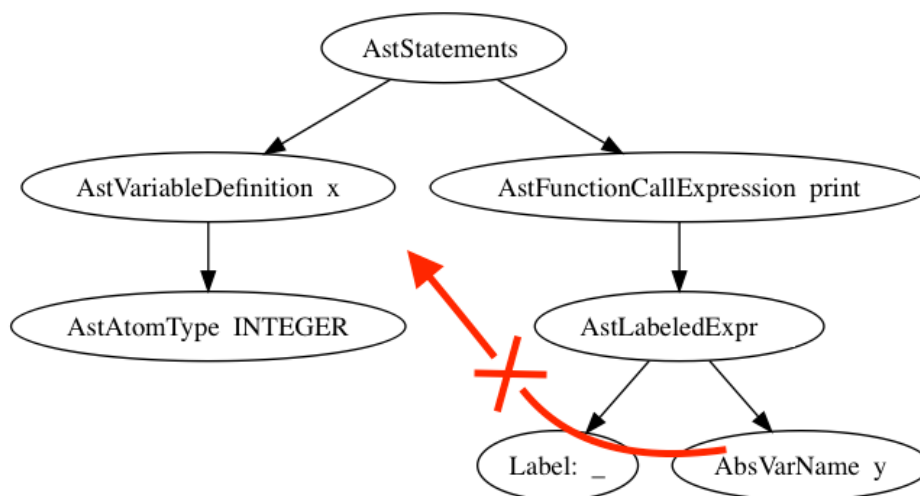 AstStatements
AstVariableDefinition x
AstFunctionCallExpression print
AstAtomType INTEGER
AstLabeledExpr
Label: _
AbsVarName y